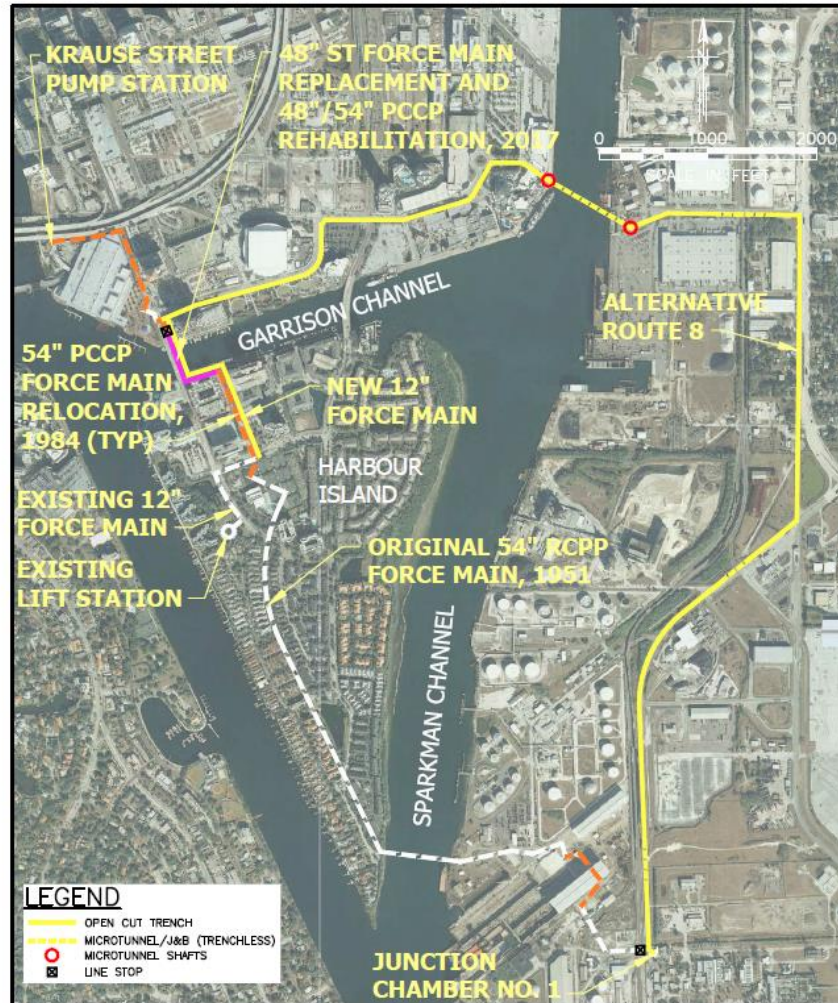 KRAUSE STREET
PUMP STATION
48" ST FORCE MAIN
REPLACEMENT AND
48"/54" PCCP
REHABILITATION, 2017
0 1000 2000
SCALE IN FEET
GARRISON CHANNEL
ALTERNATIVE
ROUTE 8
54" PCCP
FORCE MAIN
RELOCATION,
1984 (TYP)
NEW 12"
FORCE MAIN
HARBOUR
ISLAND
EXISTING 12"
FORCE MAIN
EXISTING
LIFT STATION
ORIGINAL 54" RCPP
FORCE MAIN, 1951
SPARKMAN CHANNEL
LEGEND
OPEN CUT TRENCH
MICROTUNNEL/J&B (TRENCHLESS)
MICROTUNNEL SHAFTS
LINE STOP
JUNCTION
CHAMBER NO. 1